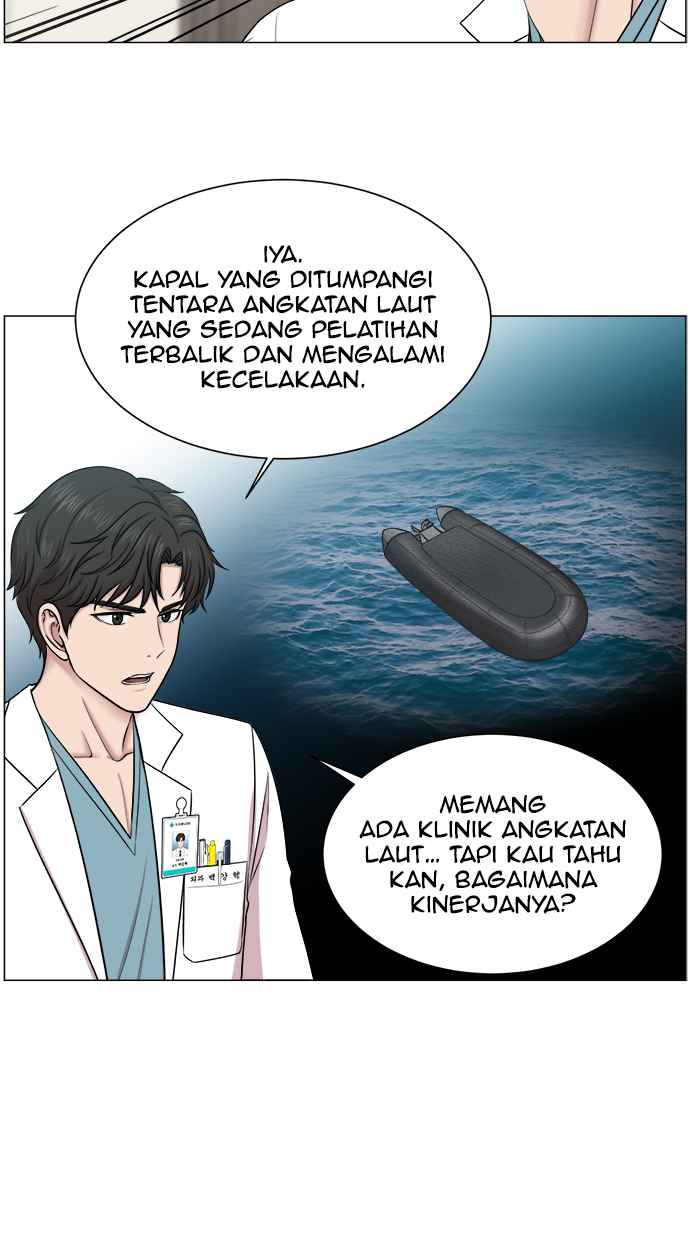 IYA.
KAPAL YANG DITUMPANGI
TENTARA ANGKATAN LAUT
YANG SEDANG PELATIHAN
TERBALIK DAN MENGALAMI
KECELAKAAN.
MEMANG
ADA KLINIK ANGKATAN
LAUT... TAPI KAU TAHU
KAN, BAGAIMANA
KINERJANYA?